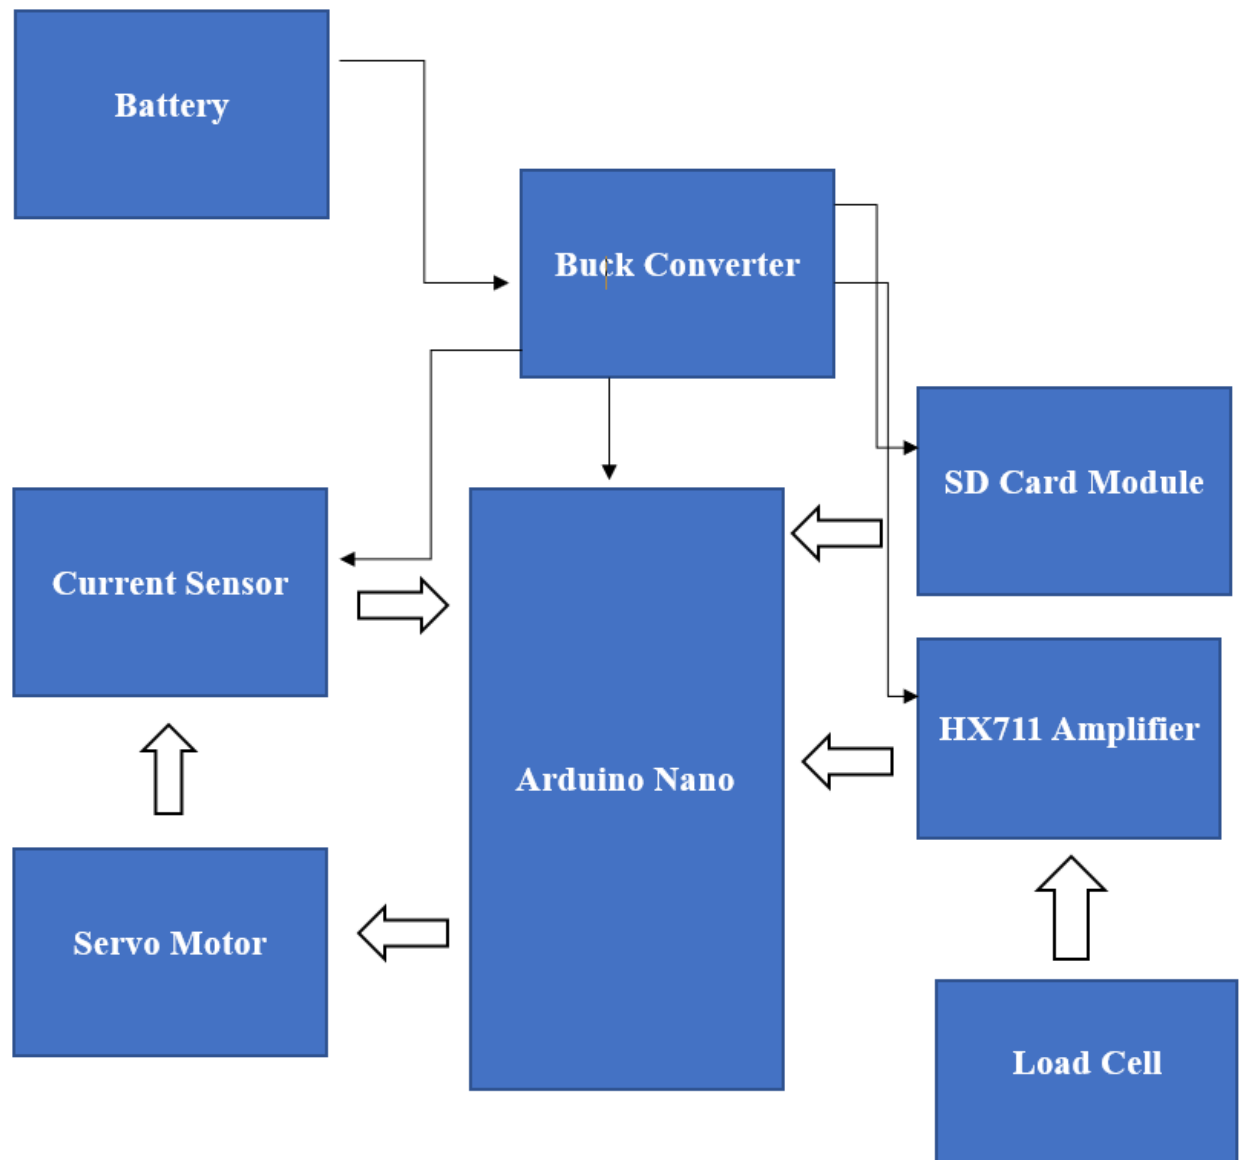 Battery
Buck Converter
SD Card Module
Current Sensor
HX711 Amplifier
Arduino Nano
Servo Motor
Load Cell